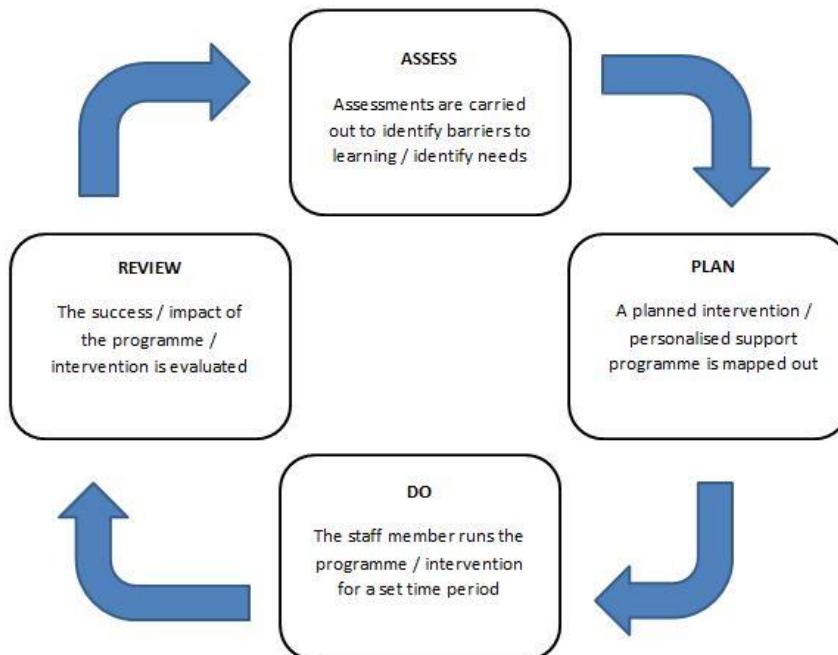 ASSESS
Assessments are carried
out to identify barriers to
learning / identify needs
REVIEW
The success / impact of
the programme /
intervention is evaluated
PLAN
A planned intervention /
personalised support
programme is mapped out
DO
The staff member runs the
programme / intervention
for a set time period